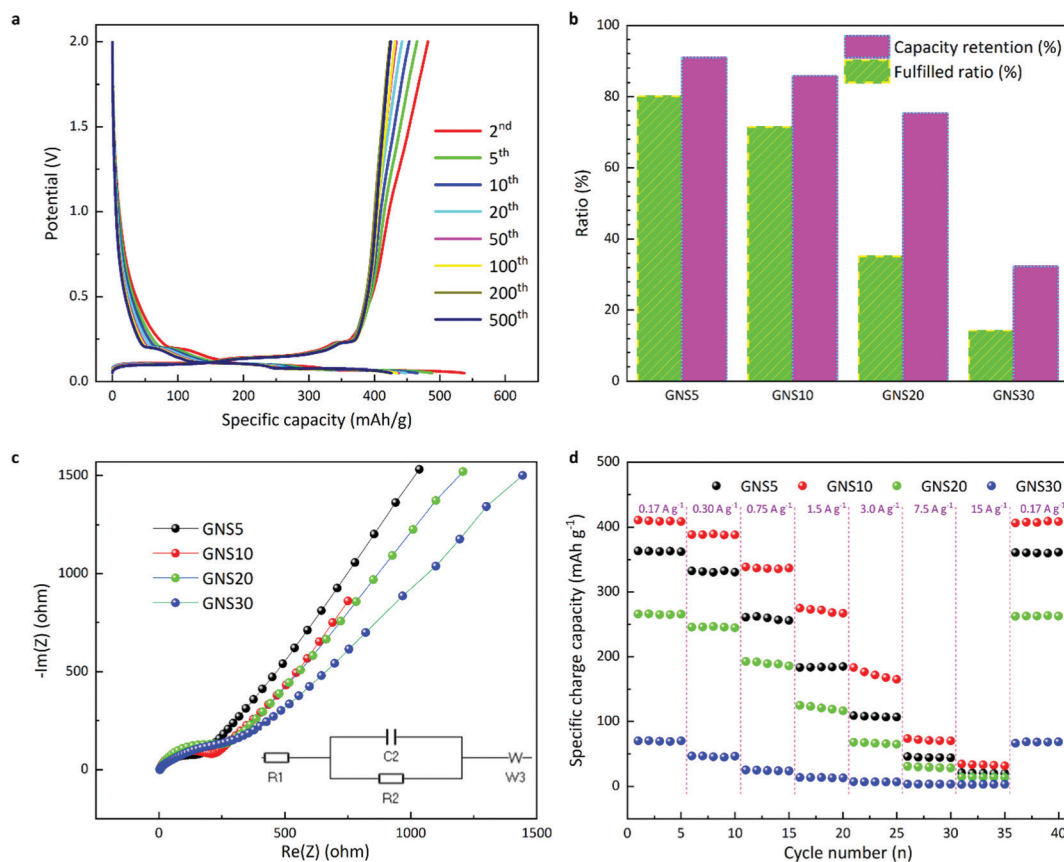 a
2.0
1.5
1.0
0.5
0.0
Potential (V)
2nd
5th
10th
20th
50th
100th
200th
500th
0 100 200 300 400 500 600
Specific capacity (mAh/g)
b
100
80
60
40
20
0
Ratio (%)
Capacity retention (%)
Fulfilled ratio (%)
GNS5 GNS10 GNS20 GNS30
c
1500
1000
500
0
-Im(Z) (ohm)
GNS5
GNS10
GNS20
GNS30
R1
C2
R2
W
W3
0 500 1000 1500
Re(Z) (ohm)
d
500
400
300
200
100
0
Specific charge capacity (mAh g-1)
GNS5 GNS10 GNS20 GNS30
0.17 A g-1 0.30 A g-1 0.75 A g-1 1.5 A g-1 3.0 A g-1 7.5 A g-1 15 A g-1 0.17 A g-1
0 5 10 15 20 25 30 35 40
Cycle number (n)